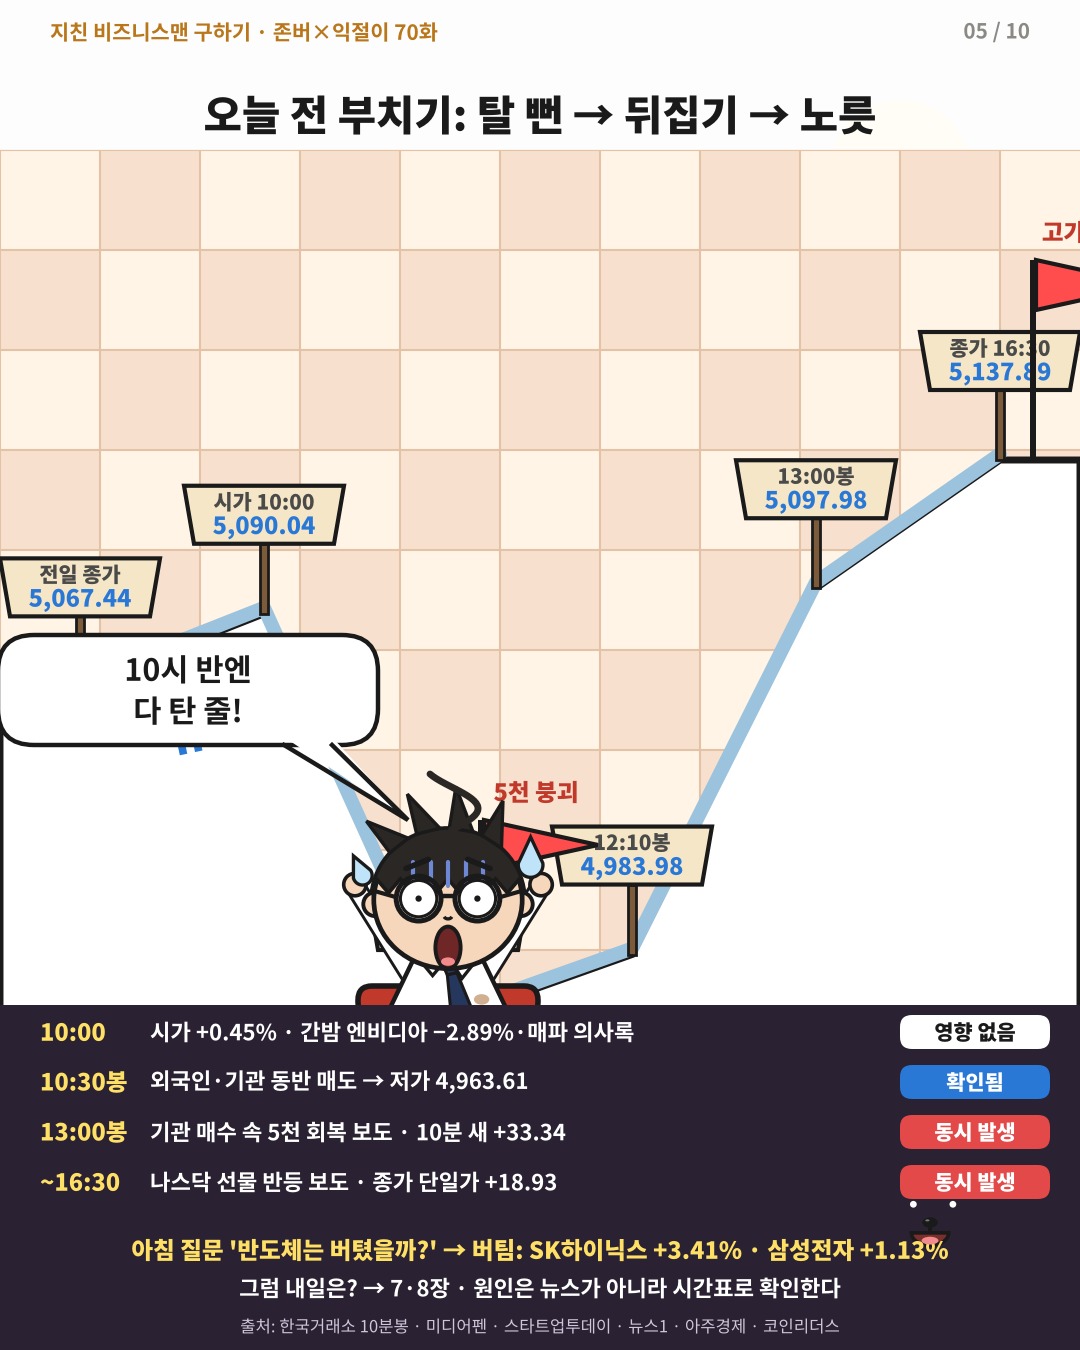 지친 비즈니스맨 구하기 · 존버×익절이 70화
05 / 10
오늘 전 부치기: 탈 뻔 → 뒤집기 → 노릇
고가
종가 16:30
5,137.89
13:00봉
5,097.98
시가 10:00
5,090.04
전일 종가
5,067.44
10시 반엔
다 탄 줄!
5천 붕괴
12:10봉
4,983.98
10:00 시가 +0.45% · 간밤 엔비디아 −2.89%·매파 의사록 영향 없음
10:30봉 외국인·기관 동반 매도 → 저가 4,963.61 확인됨
13:00봉 기관 매수 속 5천 회복 보도 · 10분 새 +33.34 동시 발생
~16:30 나스닥 선물 반등 보도 · 종가 단일가 +18.93 동시 발생
아침 질문 '반도체는 버텼을까?' → 버팀: SK하이닉스 +3.41% · 삼성전자 +1.13%
그럼 내일은? → 7·8장 · 원인은 뉴스가 아니라 시간표로 확인한다
출처: 한국거래소 10분봉 · 미디어펜 · 스타트업투데이 · 뉴스1 · 아주경제 · 코인리더스